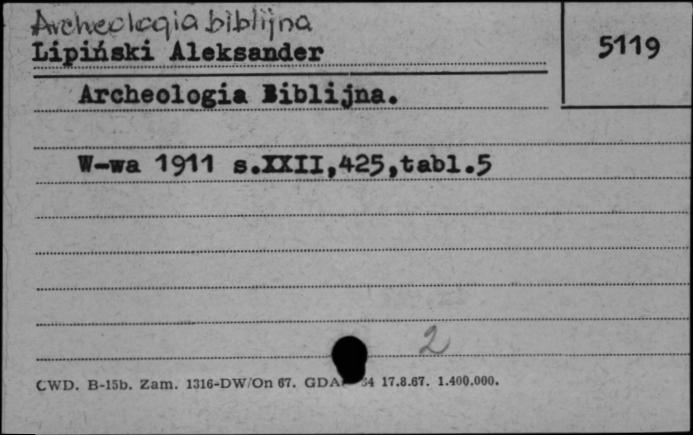 Archeologia biblijna
Lipiński Aleksander
5119
Archeologia Biblijna.
W-wa 1911 s.XXII,425,tabl.5
2
CWD. B-15b. Zam. 1316-DW/On 67. 17.8.67. 1.400.000.